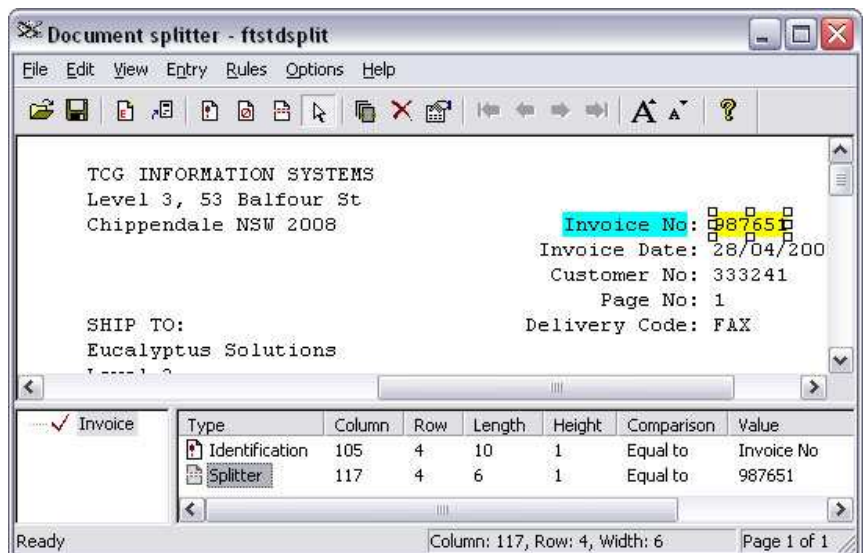 Document splitter - ftstdsplit
File Edit View Entry Rules Options Help
TCG INFORMATION SYSTEMS
Level 3, 53 Balfour St
Chippendale NSW 2008 Invoice No: 987651
Invoice Date: 28/04/200
Customer No: 333241
Page No: 1
SHIP TO: Delivery Code: FAX
Eucalyptus Solutions
Invoice
Type Column Row Length Height Comparison Value
Identification 105 4 10 1 Equal to Invoice No
Splitter 117 4 6 1 Equal to 987651
Ready Column: 117, Row: 4, Width: 6 Page 1 of 1